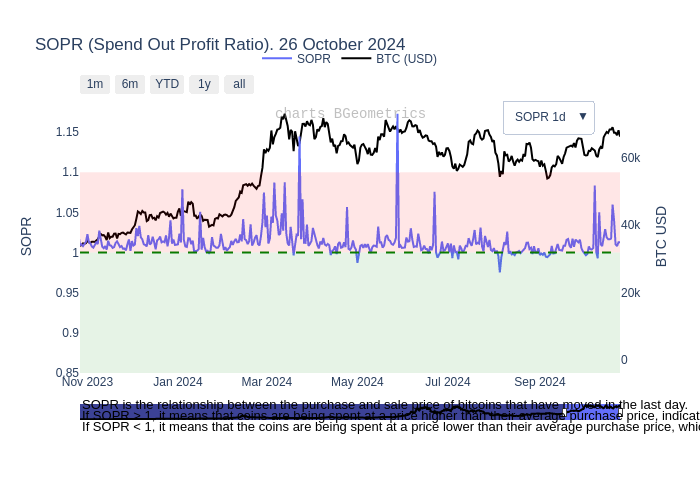 SOPR (Spend Out Profit Ratio). 26 October 2024
SOPR BTC (USD)
1m 6m YTD 1y all
charts BGeometrics
SOPR 1d ▼
1.15
1.1
1.05
1
0.95
0.9
0.85
SOPR
60k
40k
20k
0
BTC USD
Nov 2023 Jan 2024 Mar 2024 May 2024 Jul 2024 Sep 2024
SOPR is the relationship between the purchase and sale price of bitcoins that have moved in the last day.
If SOPR > 1, it means that coins are being spent at a price higher than their average purchase price, indicat
If SOPR < 1, it means that the coins are being spent at a price lower than their average purchase price, whic